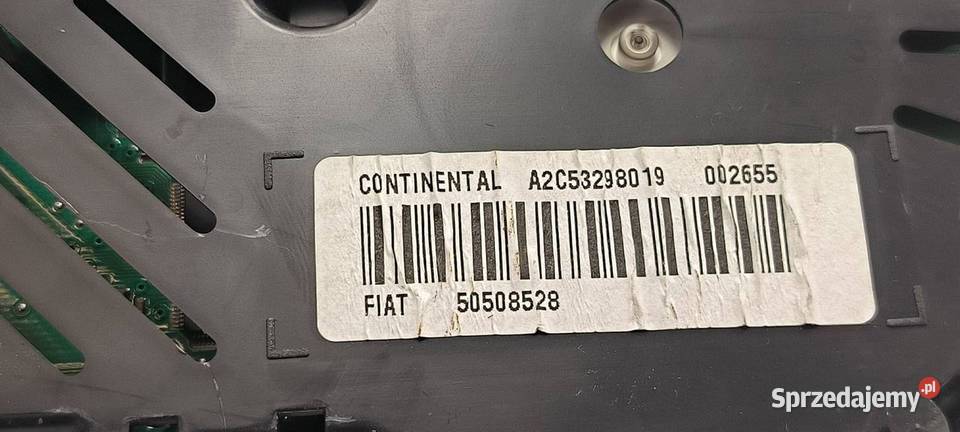 CONTINENTAL A2C53298019 002655
FIAT 50508528
Sprzedajemy.pl